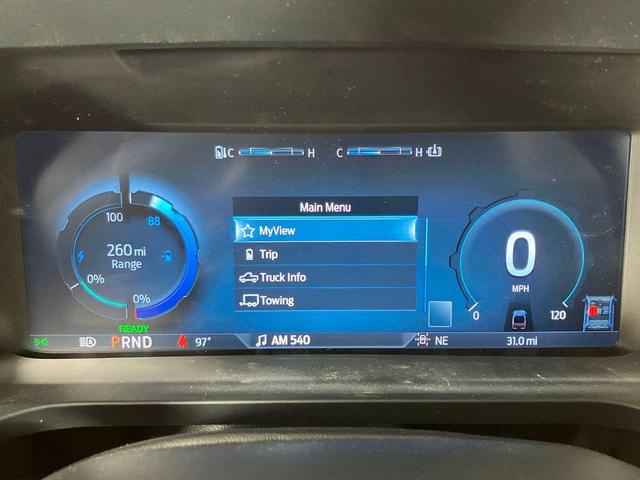 C H C H
Main Menu
MyView
Trip
Truck Info
Towing
100 88
260 mi
Range
0%
0%
READY
0
MPH
0 120
PRND 97° AM 540 NE 31.0 mi